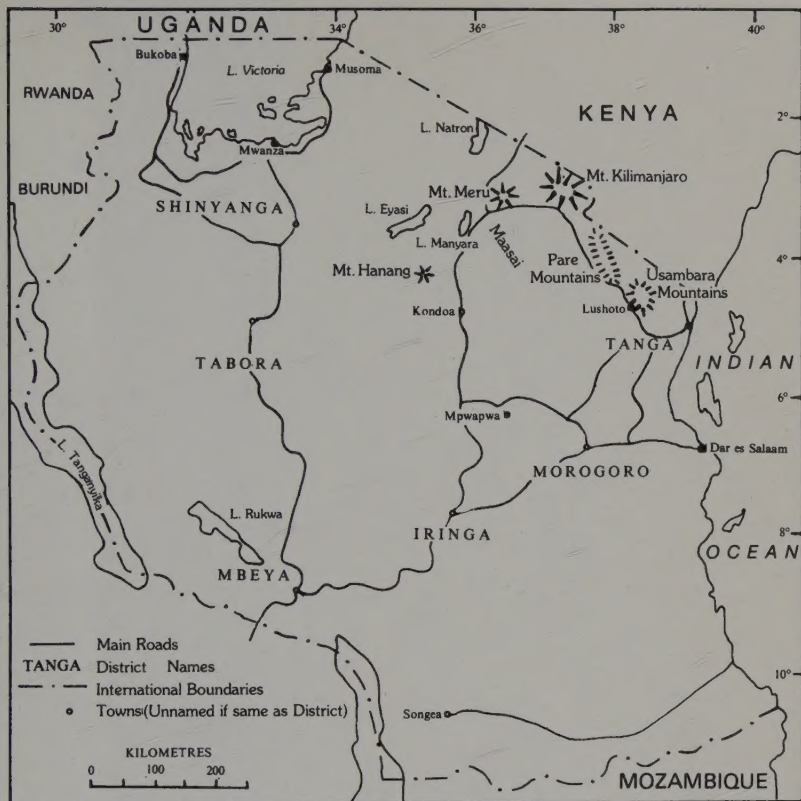 30°
34°
36°
38°
40°
UGANDA
Bukoba
L. Victoria
Musoma
RWANDA
KENYA
2°
L. Natron
Mwanza
Mt. Kilimanjaro
BURUNDI
Mt. Meru
SHINYANGA
L. Eyasi
L. Manyara
Maasai
4°
Mt. Hanang
Pare
Mountains
Usambara
Mountains
Kondoa
Lushoto
TANGA
INDIAN
TABORA
6°
Mpwapwa
Dar es Salaam
L. Tanganyika
MOROGORO
L. Rukwa
8°
IRINGA
OCEAN
MBEYA
Main Roads
TANGA District Names
International Boundaries
10°
Towns (Unnamed if same as District)
Songea
KILOMETRES
0 100 200
MOZAMBIQUE